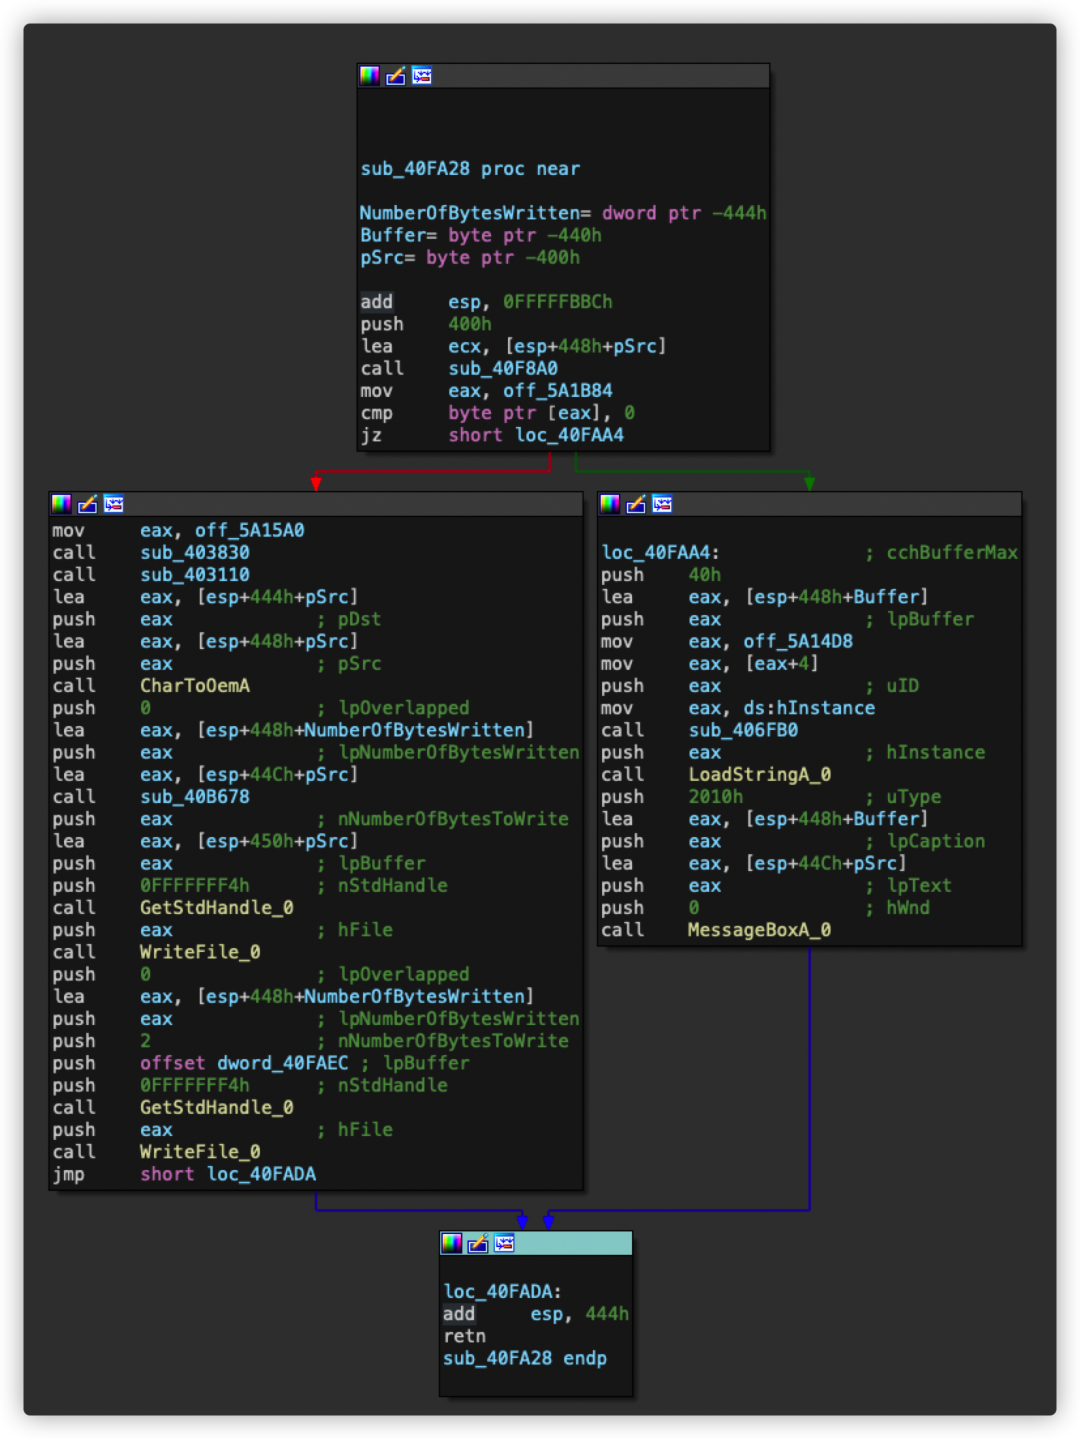 sub_40FA28 proc near
NumberOfBytesWritten= dword ptr -444h
Buffer= byte ptr -440h
pSrc= byte ptr -400h
add esp, 0FFFFFBBCh
push 400h
lea ecx, [esp+448h+pSrc]
call sub_40F8A0
mov eax, off_5A1B84
cmp byte ptr [eax], 0
jz short loc_40FAA4
mov eax, off_5A15A0
call sub_403830
call sub_403110
lea eax, [esp+444h+pSrc]
push eax ; pDst
lea eax, [esp+448h+pSrc]
push eax ; pSrc
call CharToOemA
push 0 ; lpOverlapped
lea eax, [esp+448h+NumberOfBytesWritten]
push eax ; lpNumberOfBytesWritten
lea eax, [esp+44Ch+pSrc]
call sub_40B678
push eax ; nNumberOfBytesToWrite
lea eax, [esp+450h+pSrc]
push eax ; lpBuffer
push 0FFFFFFF4h ; nStdHandle
call GetStdHandle_0
push eax ; hFile
call WriteFile_0
push 0 ; lpOverlapped
lea eax, [esp+448h+NumberOfBytesWritten]
push eax ; lpNumberOfBytesWritten
push 2 ; nNumberOfBytesToWrite
push offset dword_40FAEC ; lpBuffer
push 0FFFFFFF4h ; nStdHandle
call GetStdHandle_0
push eax ; hFile
call WriteFile_0
jmp short loc_40FADA
loc_40FAA4: ; cchBufferMax
push 40h
lea eax, [esp+448h+Buffer]
push eax ; lpBuffer
mov eax, off_5A14D8
mov eax, [eax+4]
push eax ; uID
mov eax, ds:hInstance
call sub_406FB0
push eax ; hInstance
call LoadStringA_0
push 2010h ; uType
lea eax, [esp+448h+Buffer]
push eax ; lpCaption
lea eax, [esp+44Ch+pSrc]
push eax ; lpText
push 0 ; hWnd
call MessageBoxA_0
loc_40FADA:
add esp, 444h
retn
sub_40FA28 endp